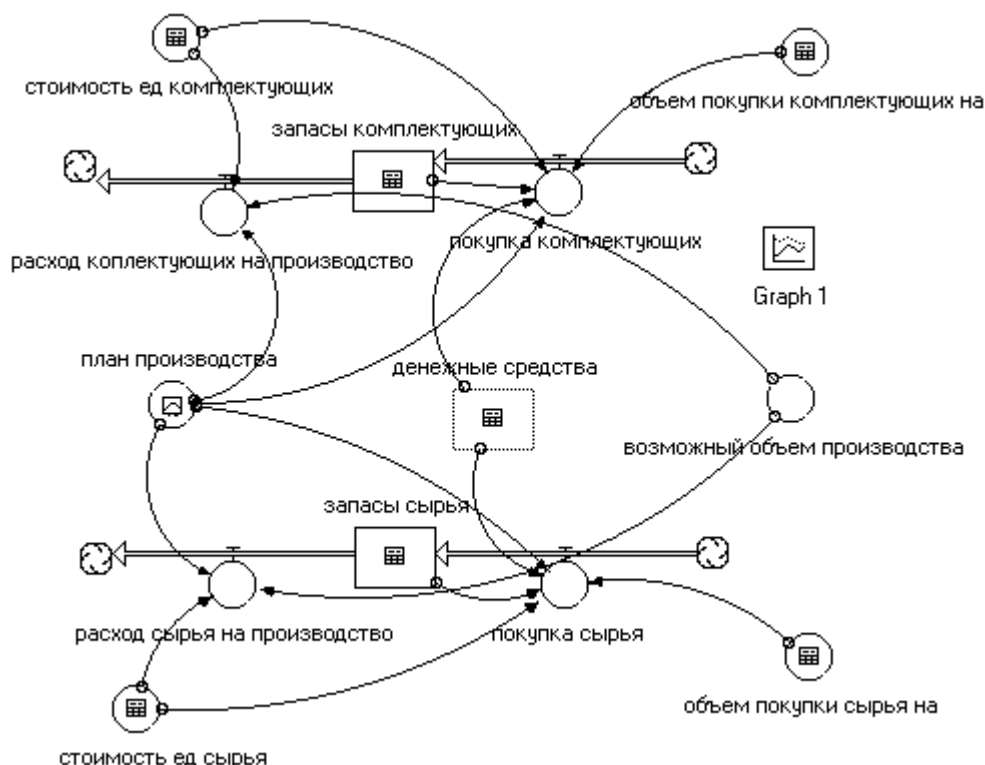 стоимость ед комплектующих
объем покупки комплектующих на
запасы комплектующих
покупка комплектующих
расход коплектующих на производство
Graph 1
план производства
денежные средства
возможный объем производства
запасы сырья
расход сырья на производство
покупка сырья
объем покупки сырья на
стоимость ед сырья